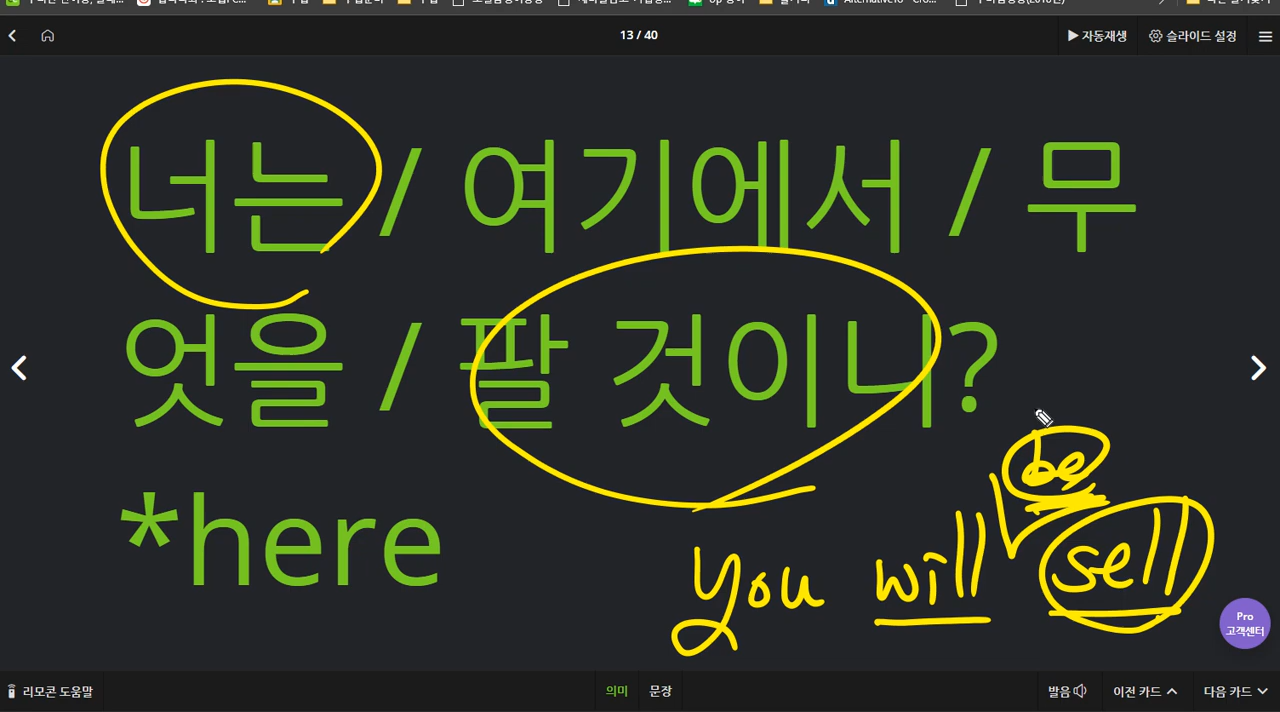 13 / 40
자동재생
슬라이드 설정
너는 / 여기에서 / 무
엇을 / 팔 것이니?
*here
be
you will sell
Pro
고객센터
리모콘 도움말
의미
문장
발음
이전 카드
다음 카드